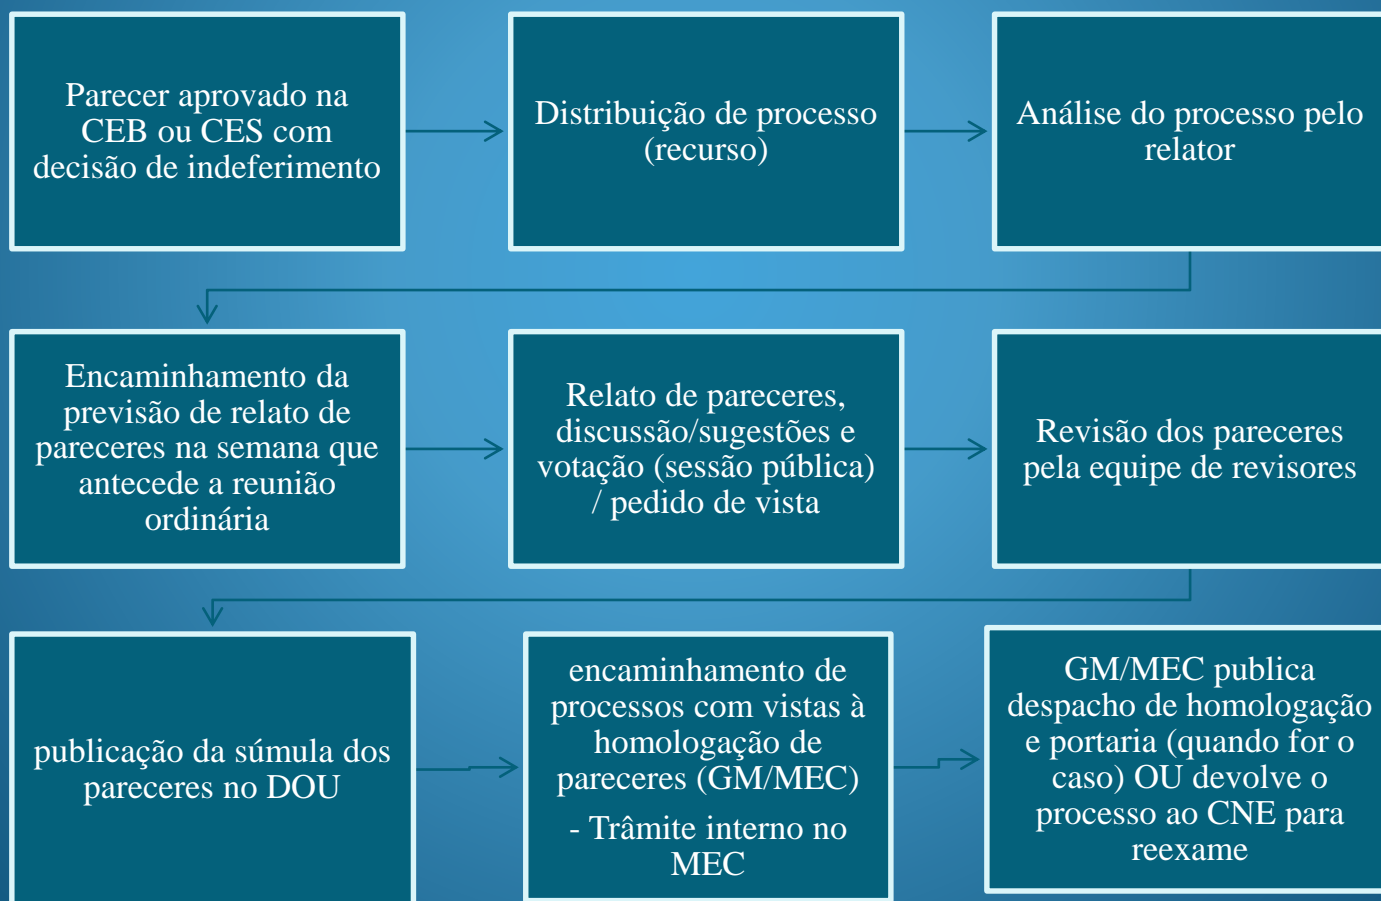 Parecer aprovado na
CEB ou CES com
decisão de indeferimento
Distribuição de processo
(recurso)
Análise do processo pelo
relator
Encaminhamento da
previsão de relato de
pareceres na semana que
antecede a reunião
ordinária
Relato de pareceres,
discussão/sugestões e
votação (sessão pública)
/ pedido de vista
Revisão dos pareceres
pela equipe de revisores
publicação da súmula dos
pareceres no DOU
encaminhamento de
processos com vistas à
homologação de
pareceres (GM/MEC)
- Trâmite interno no
MEC
GM/MEC publica
despacho de homologação
e portaria (quando for o
caso) OU devolve o
processo ao CNE para
reexame